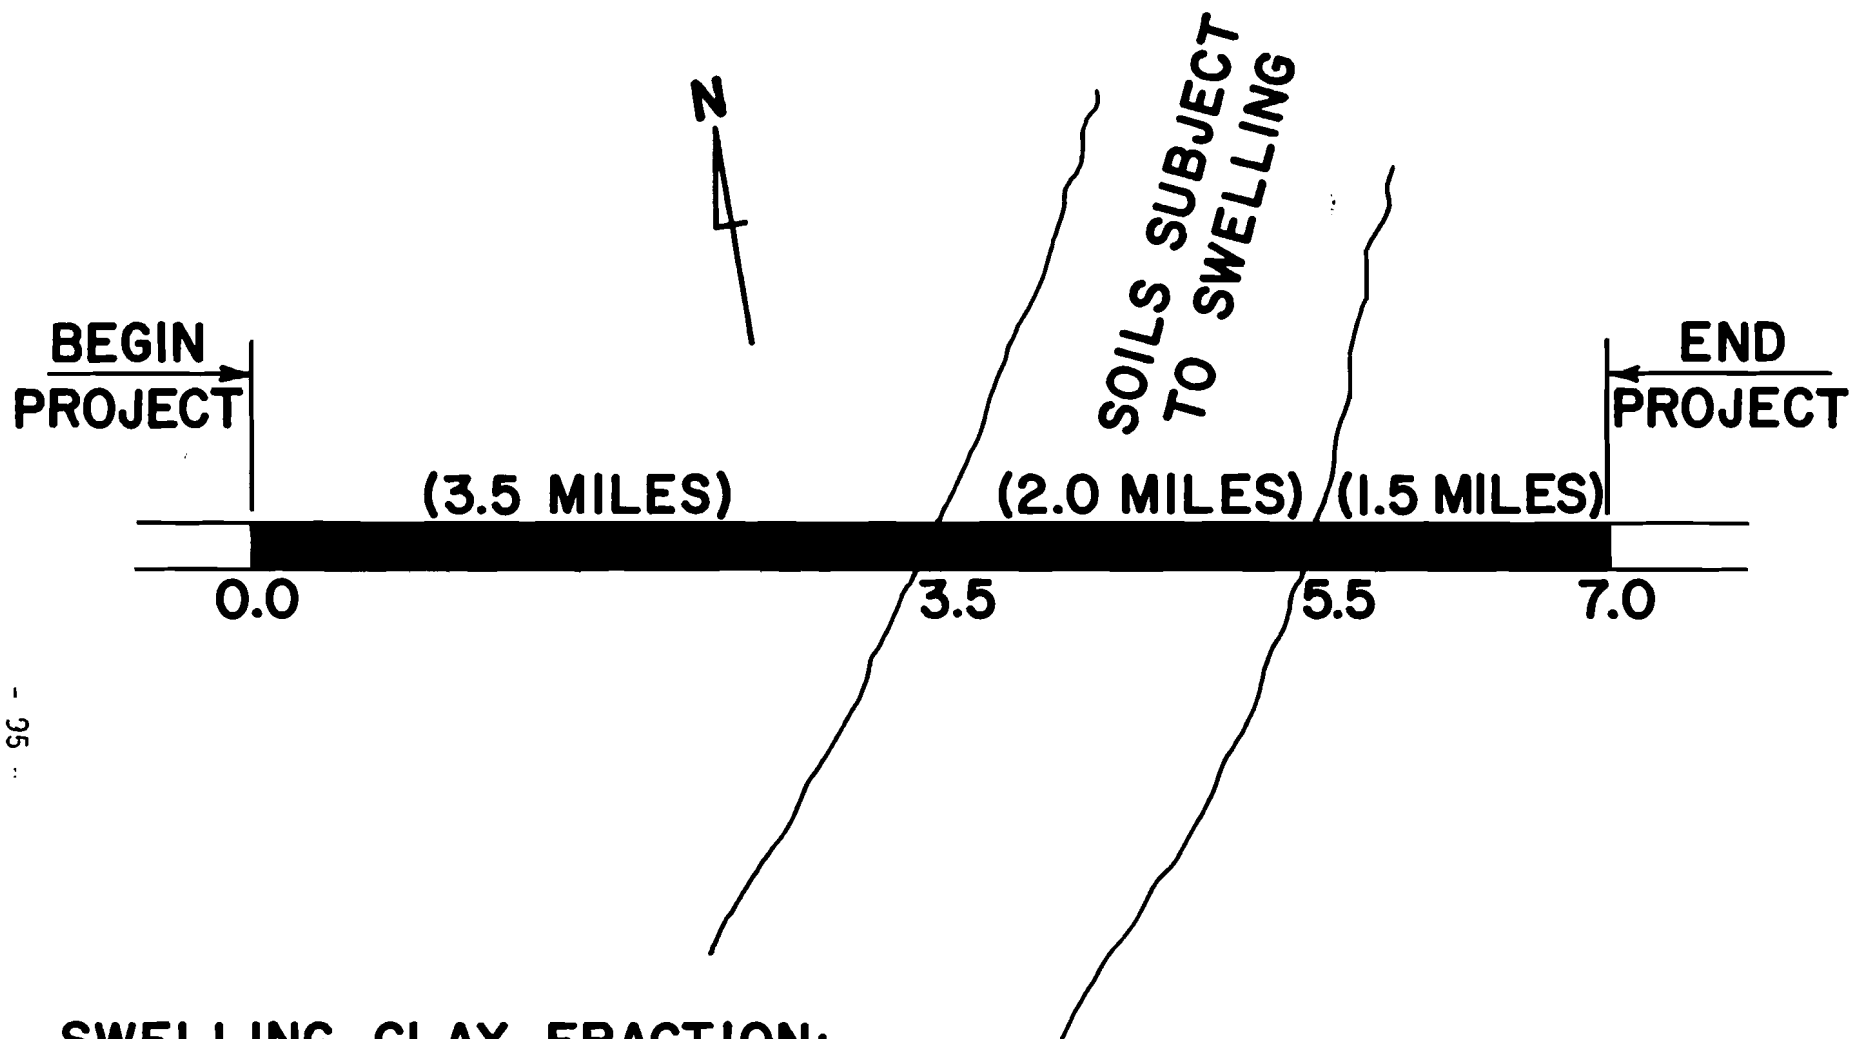 N
SOILS SUBJECT
TO SWELLING
BEGIN
PROJECT
END
PROJECT
(3.5 MILES)
(2.0 MILES)
(1.5 MILES)
0.0
3.5
5.5
7.0
SWELLING CLAY FRACTION: